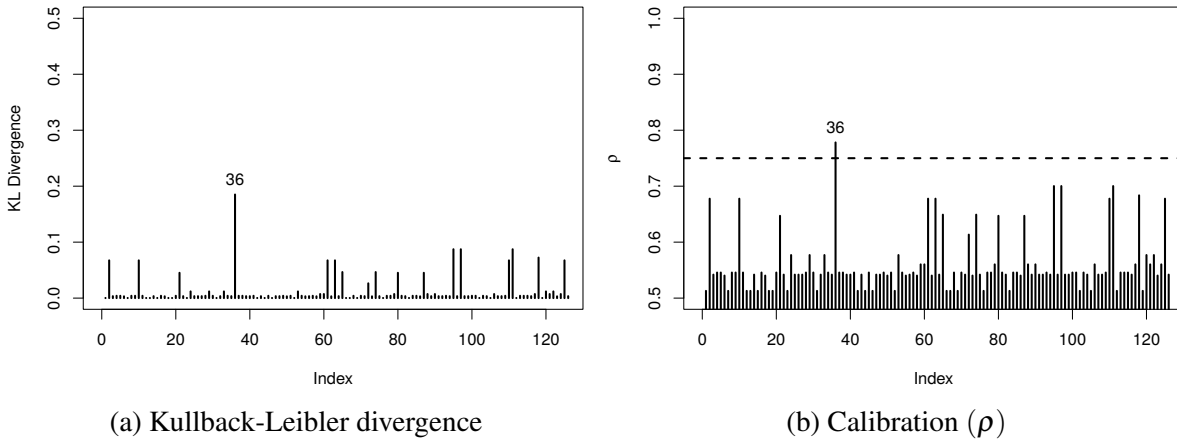 0.5
0.4
0.3
0.2
0.1
0.0
KL Divergence
36
0 20 40 60 80 100 120
Index
(a) Kullback-Leibler divergence
1.0
0.9
0.8
0.7
0.6
0.5
ρ
36
0 20 40 60 80 100 120
Index
(b) Calibration (ρ)